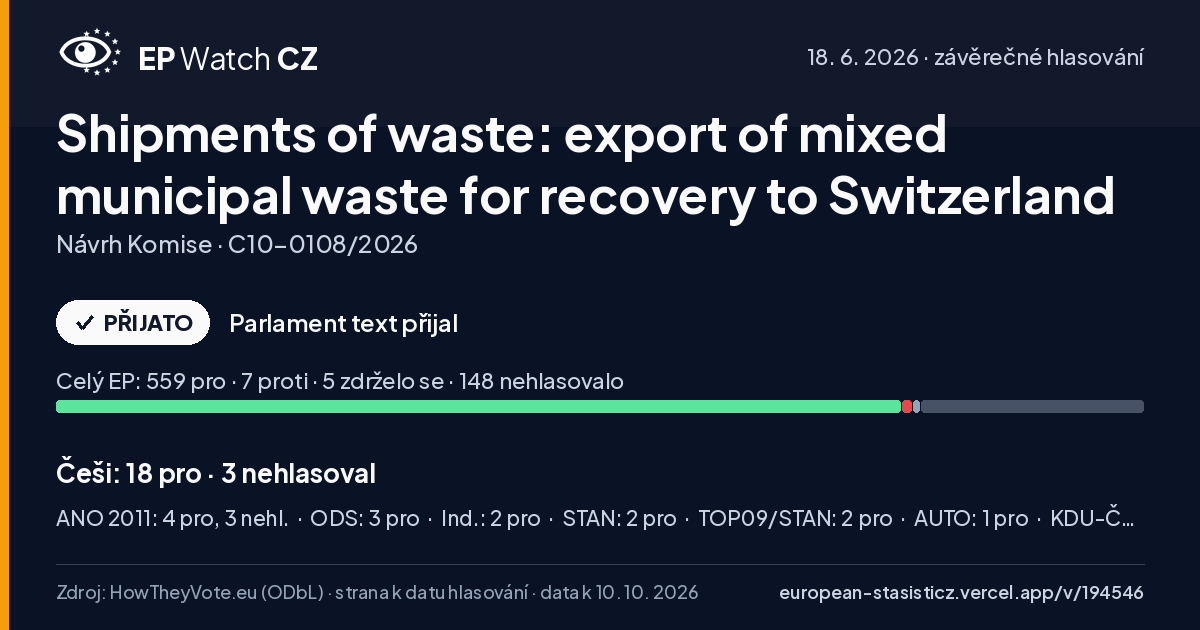 EP Watch CZ
18. 6. 2026 · závěrečné hlasování
Shipments of waste: export of mixed
municipal waste for recovery to Switzerland
Návrh Komise · C10–0108/2026
✓ PŘIJATO
Parlament text přijal
Celý EP: 559 pro · 7 proti · 5 zdrželo se · 148 nehlasovalo
Češi: 18 pro · 3 nehlasoval
ANO 2011: 4 pro, 3 nehl. · ODS: 3 pro · Ind.: 2 pro · STAN: 2 pro · TOP09/STAN: 2 pro · AUTO: 1 pro · KDU-Č…
Zdroj: HowTheyVote.eu (ODbL) · strana k datu hlasování · data k 10. 10. 2026
european-stasisticz.vercel.app/v/194546